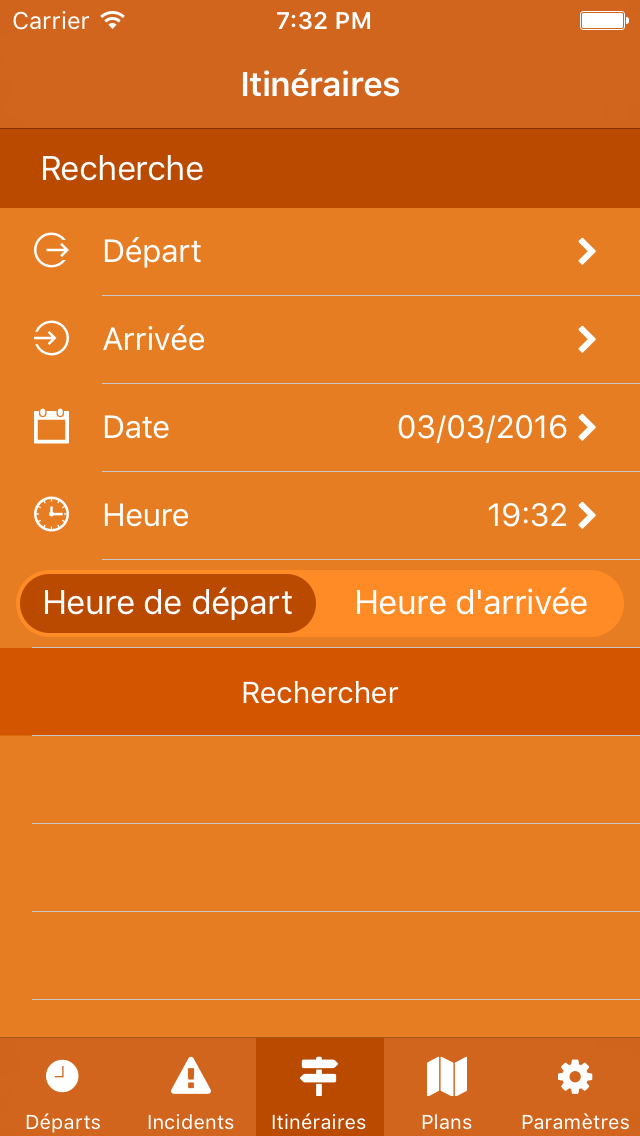 Carrier 7:32 PM
Itinéraires
Recherche
Départ
Arrivée
Date 03/03/2016
Heure 19:32
Heure de départ Heure d'arrivée
Rechercher
Départs Incidents Itinéraires Plans Paramètres